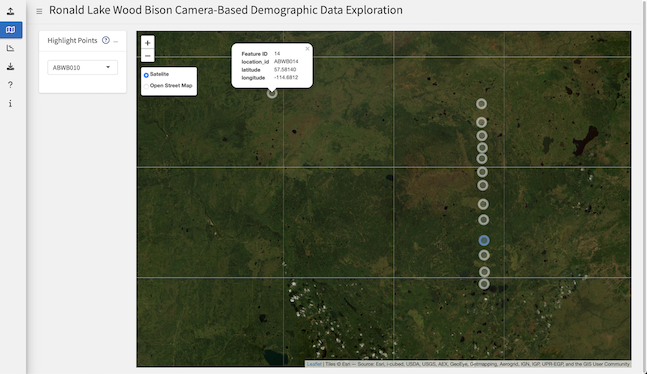 Ronald Lake Wood Bison Camera-Based Demographic Data Exploration
Highlight Points
ABWB010
+
−
Satelite
Open Street Map
Feature ID 14
location_id ABWB014
latitude 57.58140
longitude -114.6812
×
Leaflet | Tiles © Esri — Source: Esri, i-cubed, USDA, USGS, AEX, GeoEye, Getmapping, Aerogrid, IGN, IGP, UPR-EGP, and the GIS User Community